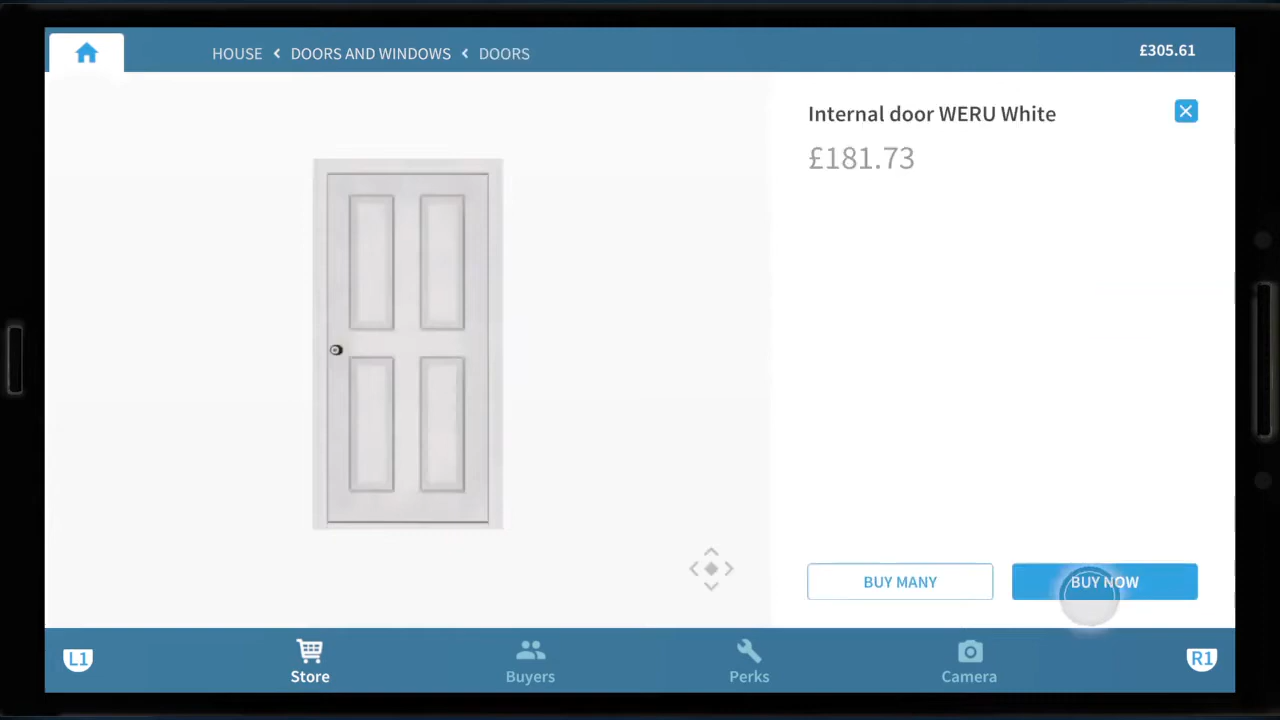 HOUSE < DOORS AND WINDOWS < DOORS
£305.61
Internal door WERU White
£181.73
BUY MANY
BUY NOW
L1
Store
Buyers
Perks
Camera
R1